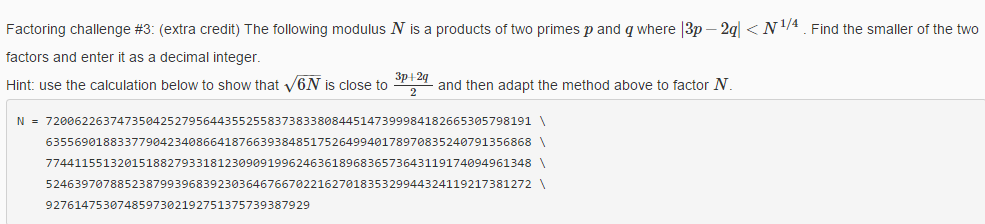 Factoring challenge #3: (extra credit) The following modulus N is a products of two primes p and q where |3p − 2q| < N^{1/4} . Find the smaller of the two
factors and enter it as a decimal integer.
Hint: use the calculation below to show that √6N is close to (3p+2q)/2 and then adapt the method above to factor N.
N = 72006226374735042527956443552558373833808445147399984182665305798191 \
63556901883377904234086641876639384851752649940178970835240791356868 \
77441155132015188279331812309091996246361896836573643119174094961348 \
52463970788523879939683923036467667022162701835329944324119217381272 \
9276147530748597302192751375739387929